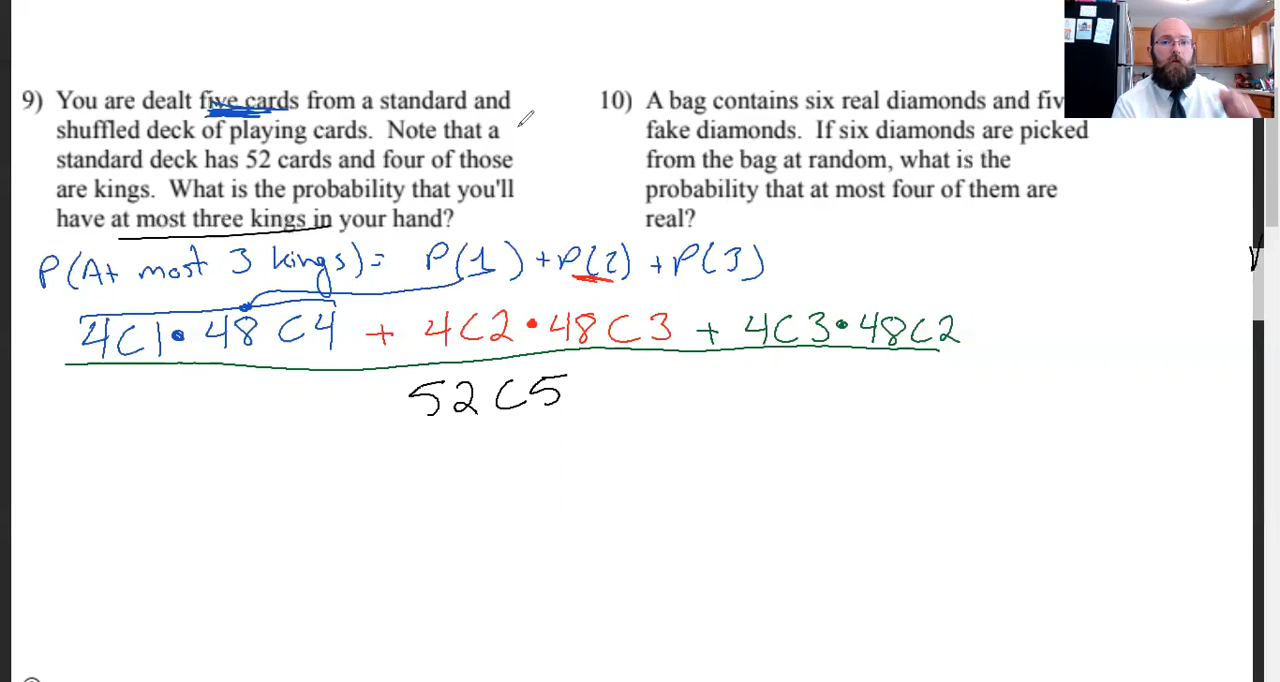 9) You are dealt five cards from a standard and
shuffled deck of playing cards. Note that a
standard deck has 52 cards and four of those
are kings. What is the probability that you'll
have at most three kings in your hand?
P(At most 3 kings) = P(1) + P(2) + P(3)
4C1 • 48C4 + 4C2 • 48C3 + 4C3 • 48C2
52C5
10) A bag contains six real diamonds and fiv
fake diamonds. If six diamonds are picked
from the bag at random, what is the
probability that at most four of them are
real?